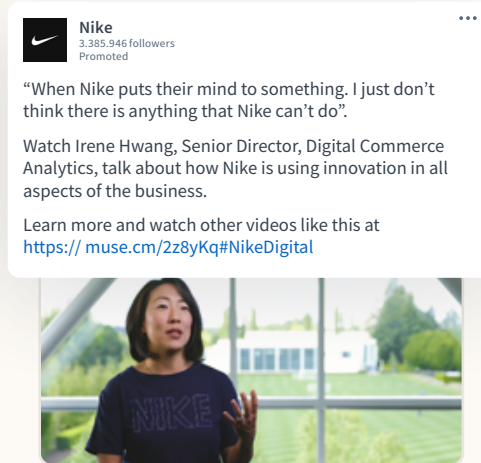 Nike
3.385.946 followers
Promoted
“When Nike puts their mind to something. I just don’t
think there is anything that Nike can’t do”.
Watch Irene Hwang, Senior Director, Digital Commerce
Analytics, talk about how Nike is using innovation in all
aspects of the business.
Learn more and watch other videos like this at
https:// muse.cm/2z8yKq#NikeDigital
NIKE